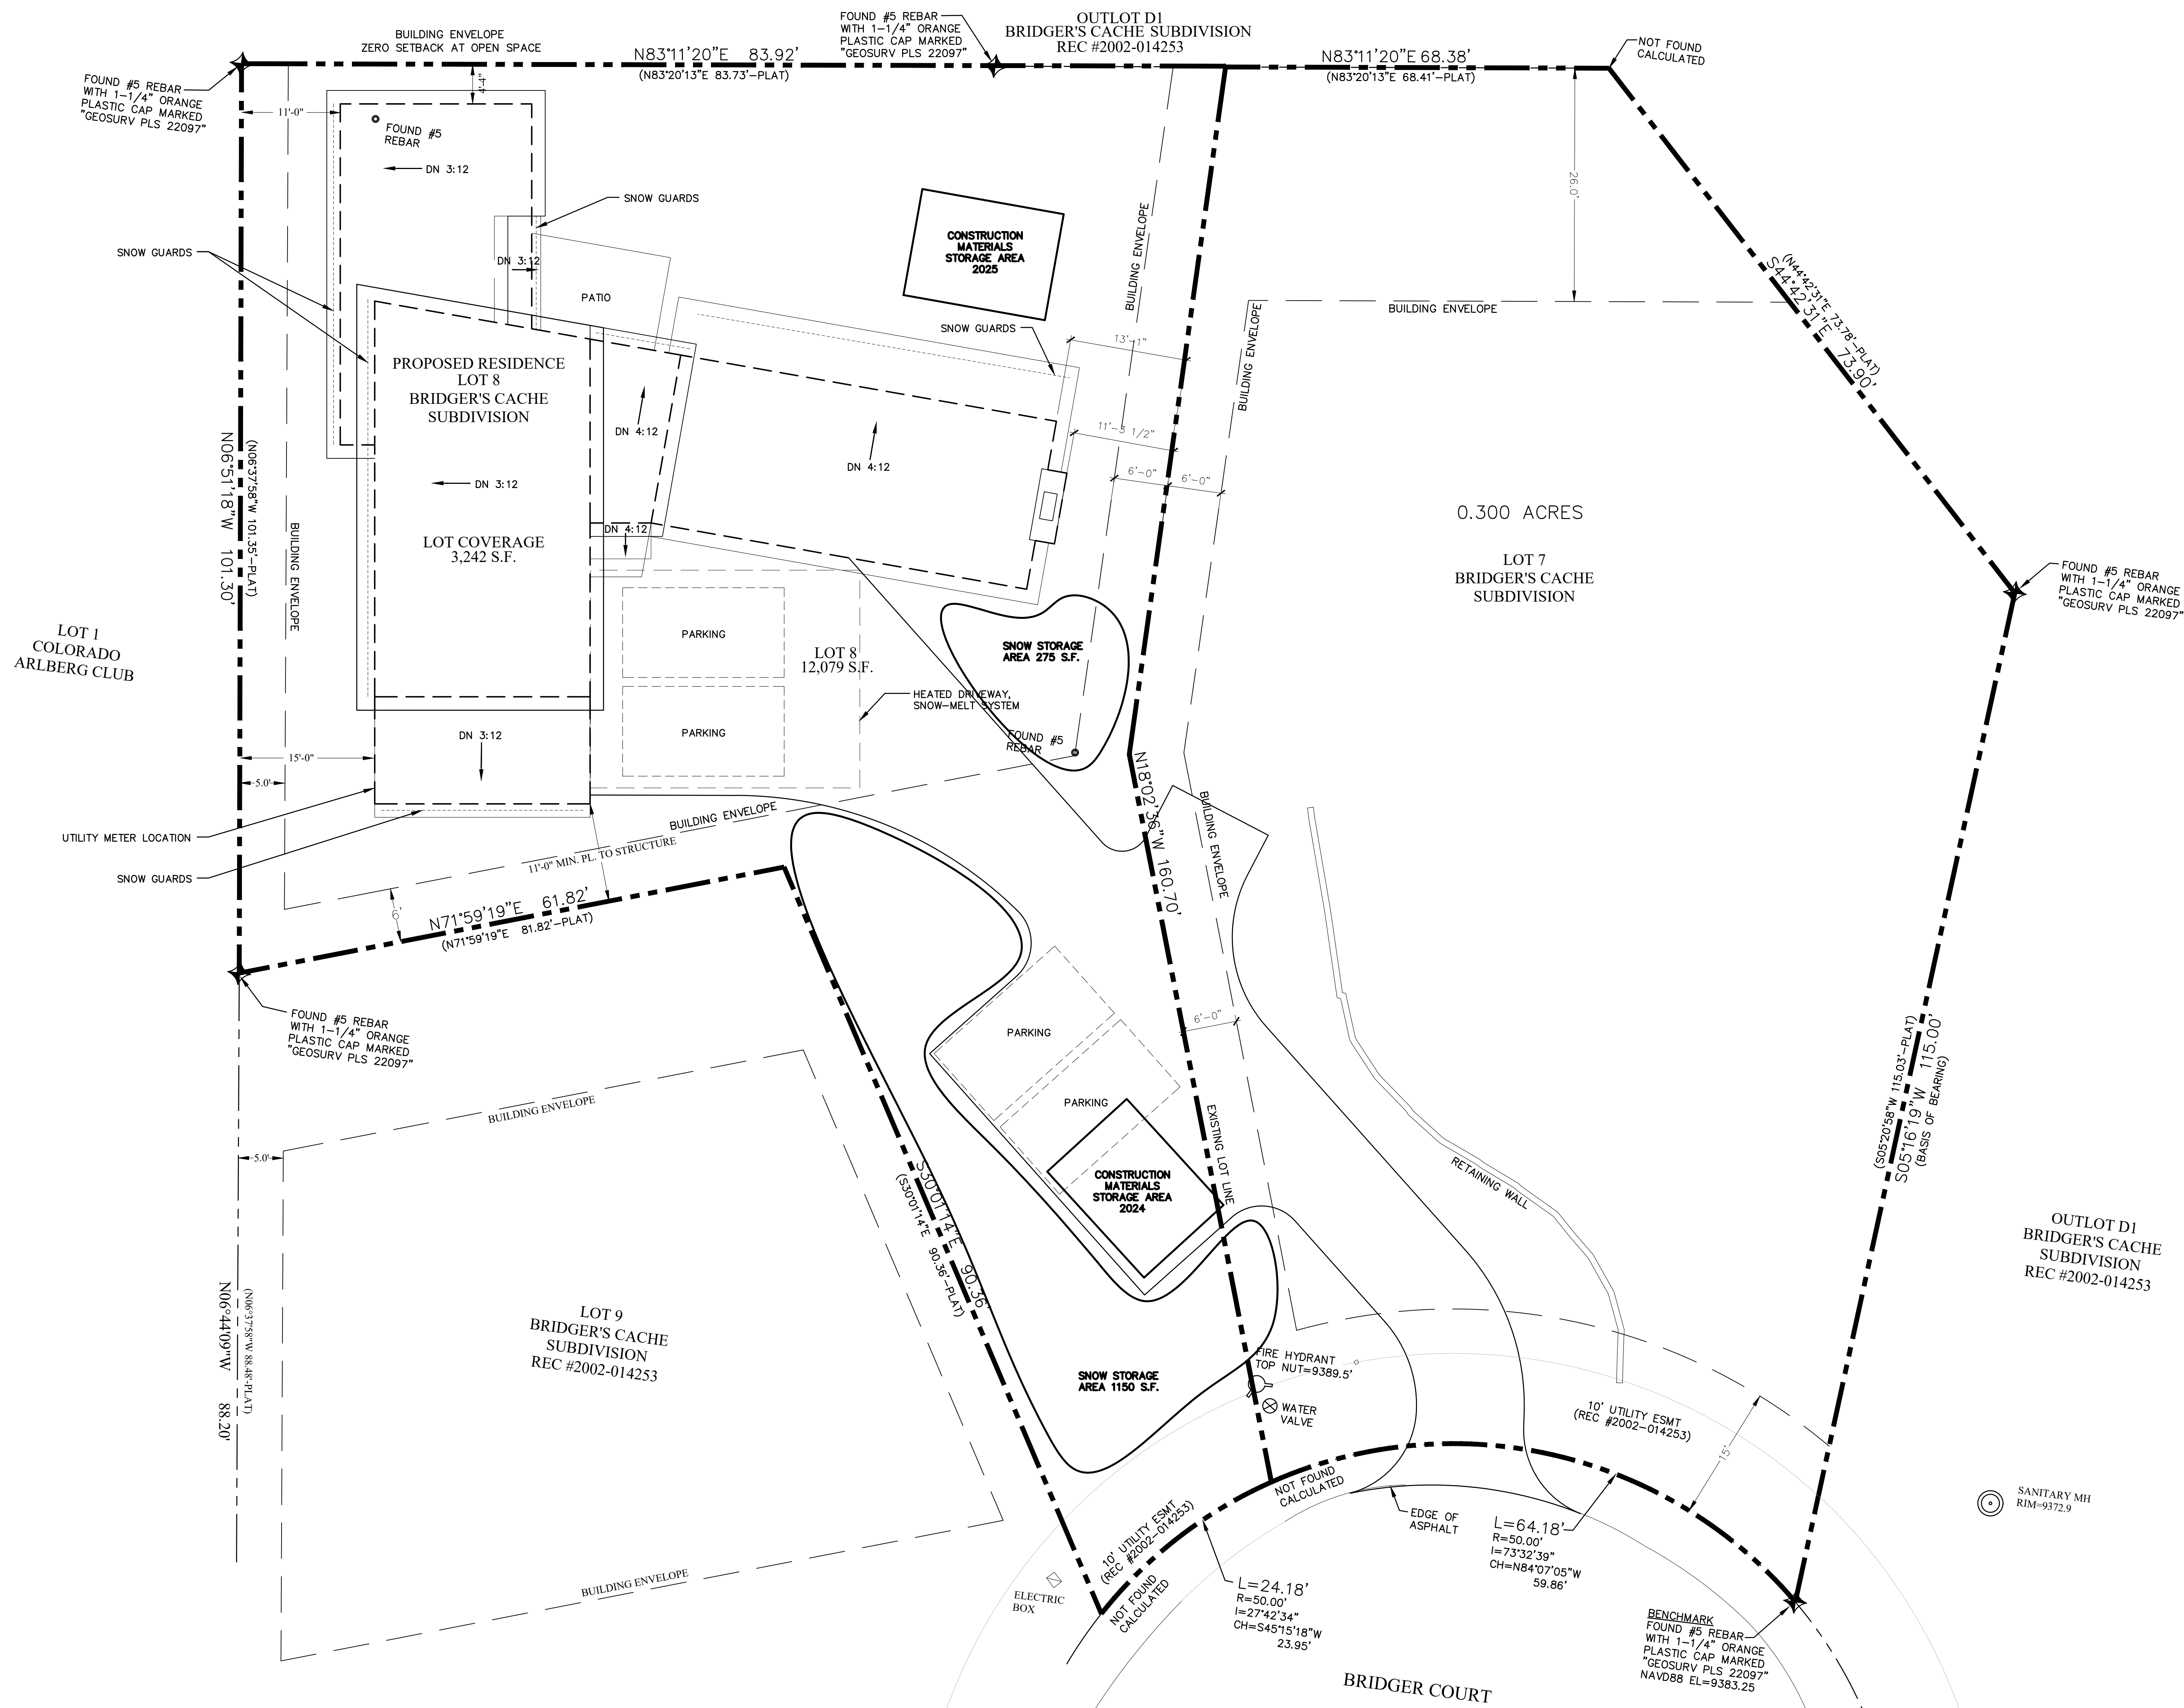 BUILDING ENVELOPE
ZERO SETBACK AT OPEN SPACE
FOUND #5 REBAR
WITH 1-1/4" ORANGE
PLASTIC CAP MARKED
"GEOSURV PLS 22097"
OUTLOT D1
BRIDGER'S CACHE SUBDIVISION
REC #2002-014253
N83°11'20"E 83.92'
(N83°20'13"E 83.73'-PLAT)
N83°11'20"E 68.38'
(N83°20'13"E 68.41'-PLAT)
NOT FOUND
CALCULATED
FOUND #5 REBAR
WITH 1-1/4" ORANGE
PLASTIC CAP MARKED
"GEOSURV PLS 22097"
11'-0"
4'-4"
FOUND #5
REBAR
DN 3:12
SNOW GUARDS
26.0'
CONSTRUCTION
MATERIALS
STORAGE AREA
2025
BUILDING ENVELOPE
SNOW GUARDS
DN 3:12
PATIO
(N44°42'31"E 73.78'-PLAT)
S44°42'31"E 73.90'
BUILDING ENVELOPE
BUILDING ENVELOPE
SNOW GUARDS
13'-1"
PROPOSED RESIDENCE
LOT 8
BRIDGER'S CACHE
SUBDIVISION
DN 4:12
DN 4:12
11'-3 1/2"
6'-0"
6'-0"
N06°51'18"W 101.30'
(N06°37'58"W 101.35'-PLAT)
BUILDING ENVELOPE
DN 3:12
LOT COVERAGE
3,242 S.F.
DN 4:12
0.300 ACRES
LOT 7
BRIDGER'S CACHE
SUBDIVISION
FOUND #5 REBAR
WITH 1-1/4" ORANGE
PLASTIC CAP MARKED
"GEOSURV PLS 22097"
LOT 1
COLORADO
ARLBERG CLUB
PARKING
LOT 8
12,079 S.F.
SNOW STORAGE
AREA 275 S.F.
HEATED DRIVEWAY,
SNOW-MELT SYSTEM
PARKING
FOUND #5
REBAR
DN 3:12
15'-0"
5.0'
UTILITY METER LOCATION
SNOW GUARDS
BUILDING ENVELOPE
11'-0" MIN. PL. TO STRUCTURE
N18°02'36"W 160.70'
BUILDING ENVELOPE
6'
N71°59'19"E 61.82'
(N71°59'19"E 81.82'-PLAT)
FOUND #5 REBAR
WITH 1-1/4" ORANGE
PLASTIC CAP MARKED
"GEOSURV PLS 22097"
6'-0"
PARKING
PARKING
BUILDING ENVELOPE
5.0'
EXISTING LOT LINE
CONSTRUCTION
MATERIALS
STORAGE AREA
2024
RETAINING WALL
(S05°20'58"W 115.03'-PLAT)
S05°16'19"W 115.00'
(BASIS OF BEARING)
S30°01'14"E 90.36'
(S30°01'14"E 90.36'-PLAT)
OUTLOT D1
BRIDGER'S CACHE
SUBDIVISION
REC #2002-014253
N06°44'09"W 88.20'
(N06°37'58"W 88.48'-PLAT)
LOT 9
BRIDGER'S CACHE
SUBDIVISION
REC #2002-014253
SNOW STORAGE
AREA 1150 S.F.
FIRE HYDRANT
TOP NUT=9389.5'
WATER
VALVE
10' UTILITY ESMT
(REC #2002-014253)
15'
NOT FOUND
CALCULATED
EDGE OF
ASPHALT
SANITARY MH
RIM=9372.9
10' UTILITY ESMT
(REC #2002-014253)
NOT FOUND
CALCULATED
L=64.18'
R=50.00'
I=73°32'39"
CH=N84°07'05"W
59.86'
BUILDING ENVELOPE
ELECTRIC
BOX
L=24.18'
R=50.00'
I=27°42'34"
CH=S45°15'18"W
23.95'
BENCHMARK
FOUND #5 REBAR
WITH 1-1/4" ORANGE
PLASTIC CAP MARKED
"GEOSURV PLS 22097"
NAVD88 EL=9383.25
BRIDGER COURT